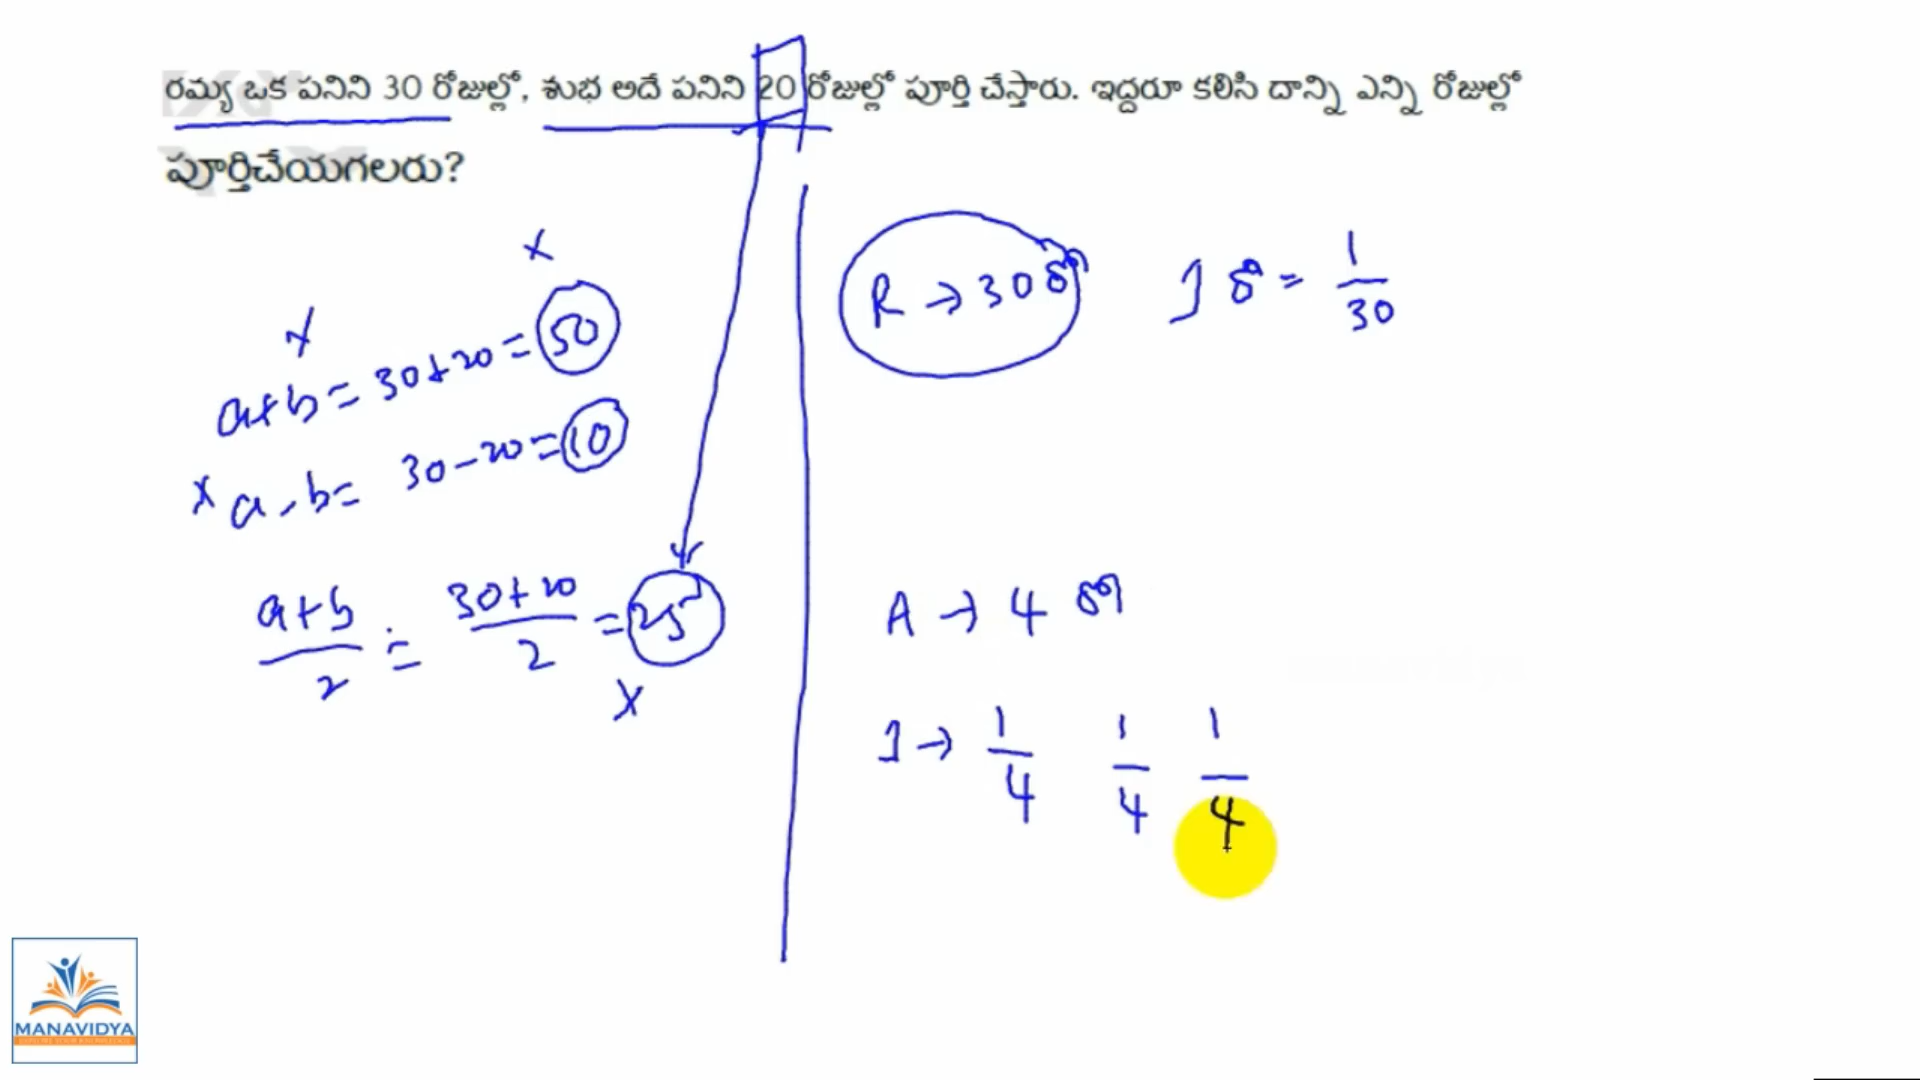 రమ్య ఒక పనిని 30 రోజుల్లో, శుభ అదే పనిని 20 రోజుల్లో పూర్తి చేస్తారు. ఇద్దరూ కలిసి దాన్ని ఎన్ని రోజుల్లో
పూర్తిచేయగలరు?
x
x
a+b = 30+20 = 50
x a-b = 30-20 = 10
a+b/2 = 30+20/2 = 25
x
R → 30 రో
1 రో = 1/30
A → 4 రో
1 → 1/4 1/4 1/4
MANAVIDYA